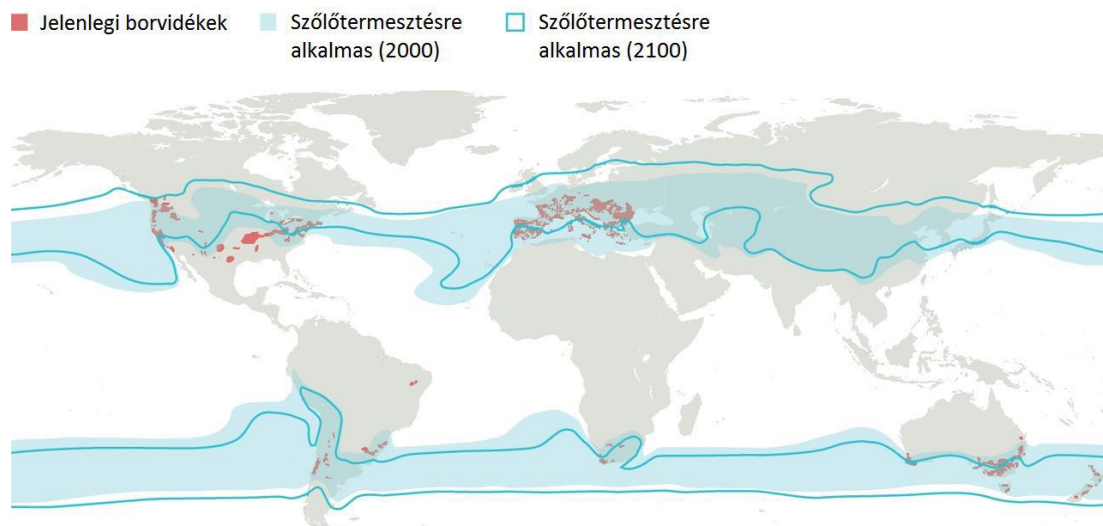 Jelenlegi borvidékek
Szőlőtermesztésre
alkalmas (2000)
Szőlőtermesztésre
alkalmas (2100)